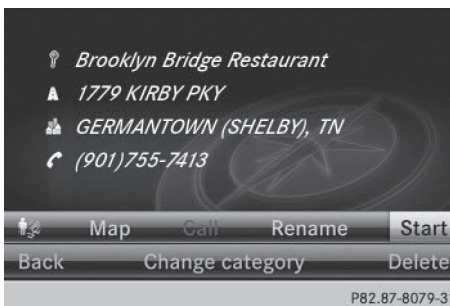 Brooklyn Bridge Restaurant
1779 KIRBY PKY
GERMANTOWN (SHELBY), TN
(901)755-7413
Map Call Rename Start
Back Change category Delete
P82.87-8079-31